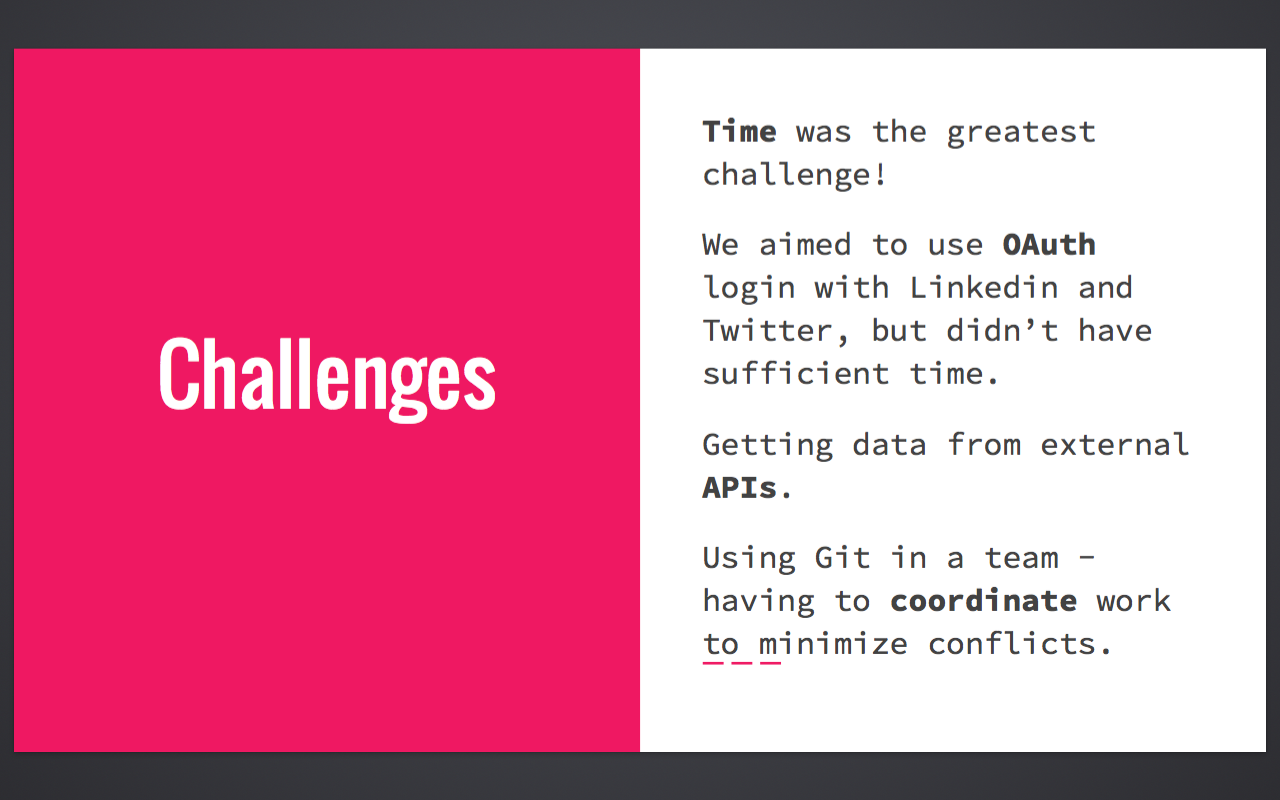 Challenges
Time was the greatest
challenge!
We aimed to use OAuth
login with Linkedin and
Twitter, but didn’t have
sufficient time.
Getting data from external
APIs.
Using Git in a team -
having to coordinate work
to minimize conflicts.